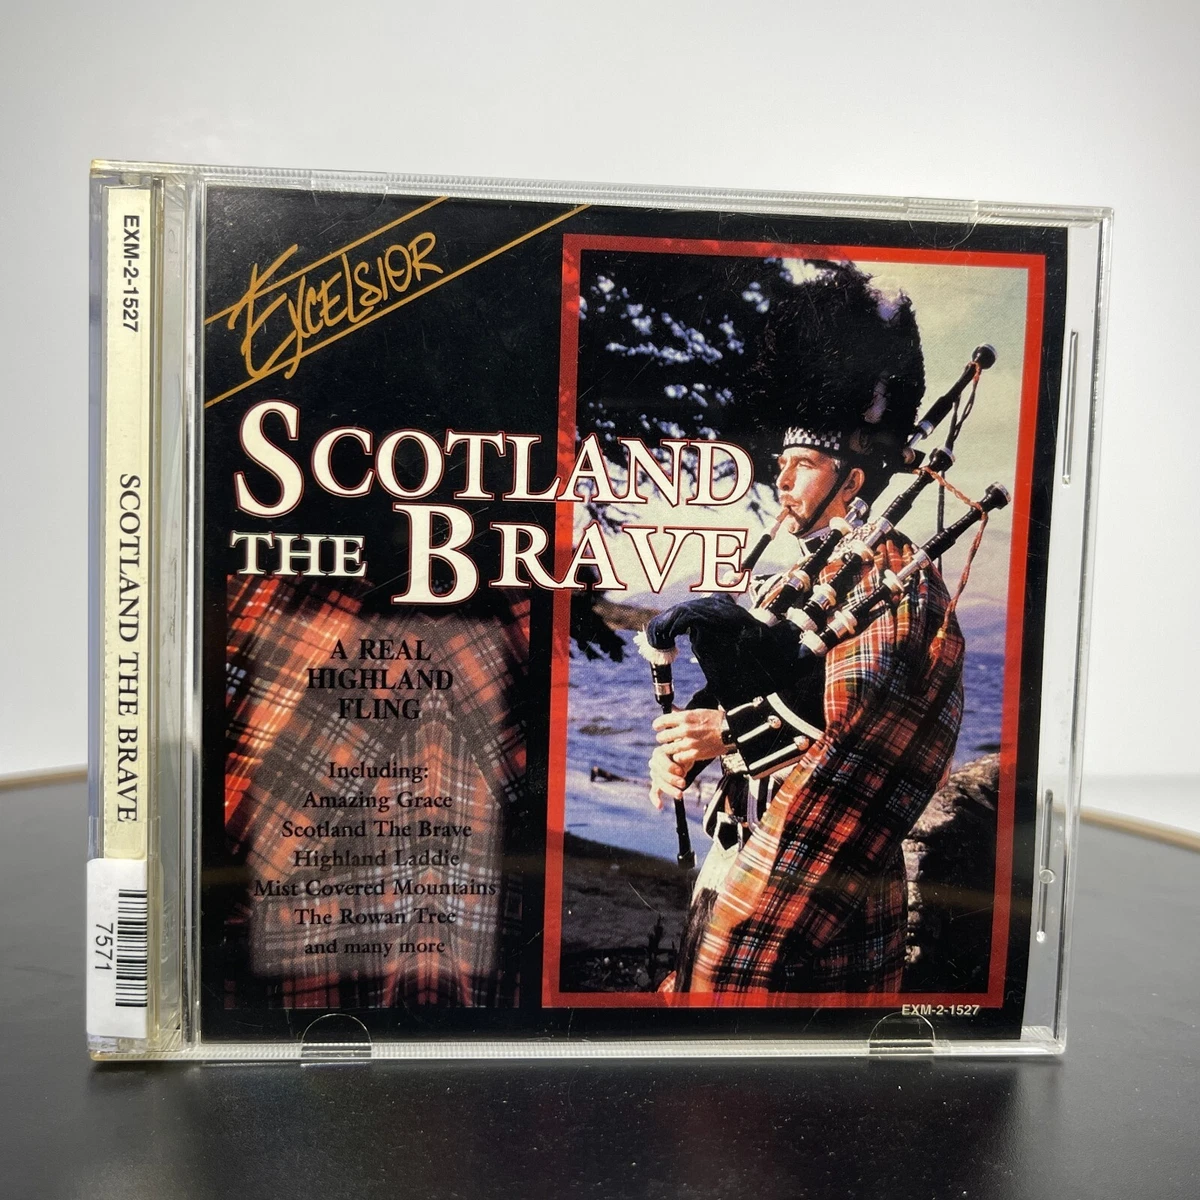 EXM-2-1527
SCOTLAND THE BRAVE
7571
EXCELSIOR
SCOTLAND
THE BRAVE
A REAL
HIGHLAND
FLING
Including:
Amazing Grace
Scotland The Brave
Highland Laddie
Mist Covered Mountains
The Rowan Tree
and many more
EXM-2-1527